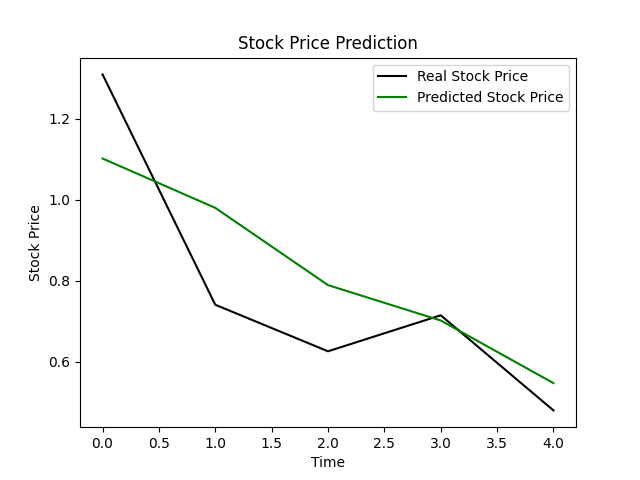 Stock Price Prediction
Real Stock Price
Predicted Stock Price
Stock Price
1.2
1.0
0.8
0.6
0.0 0.5 1.0 1.5 2.0 2.5 3.0 3.5 4.0
Time